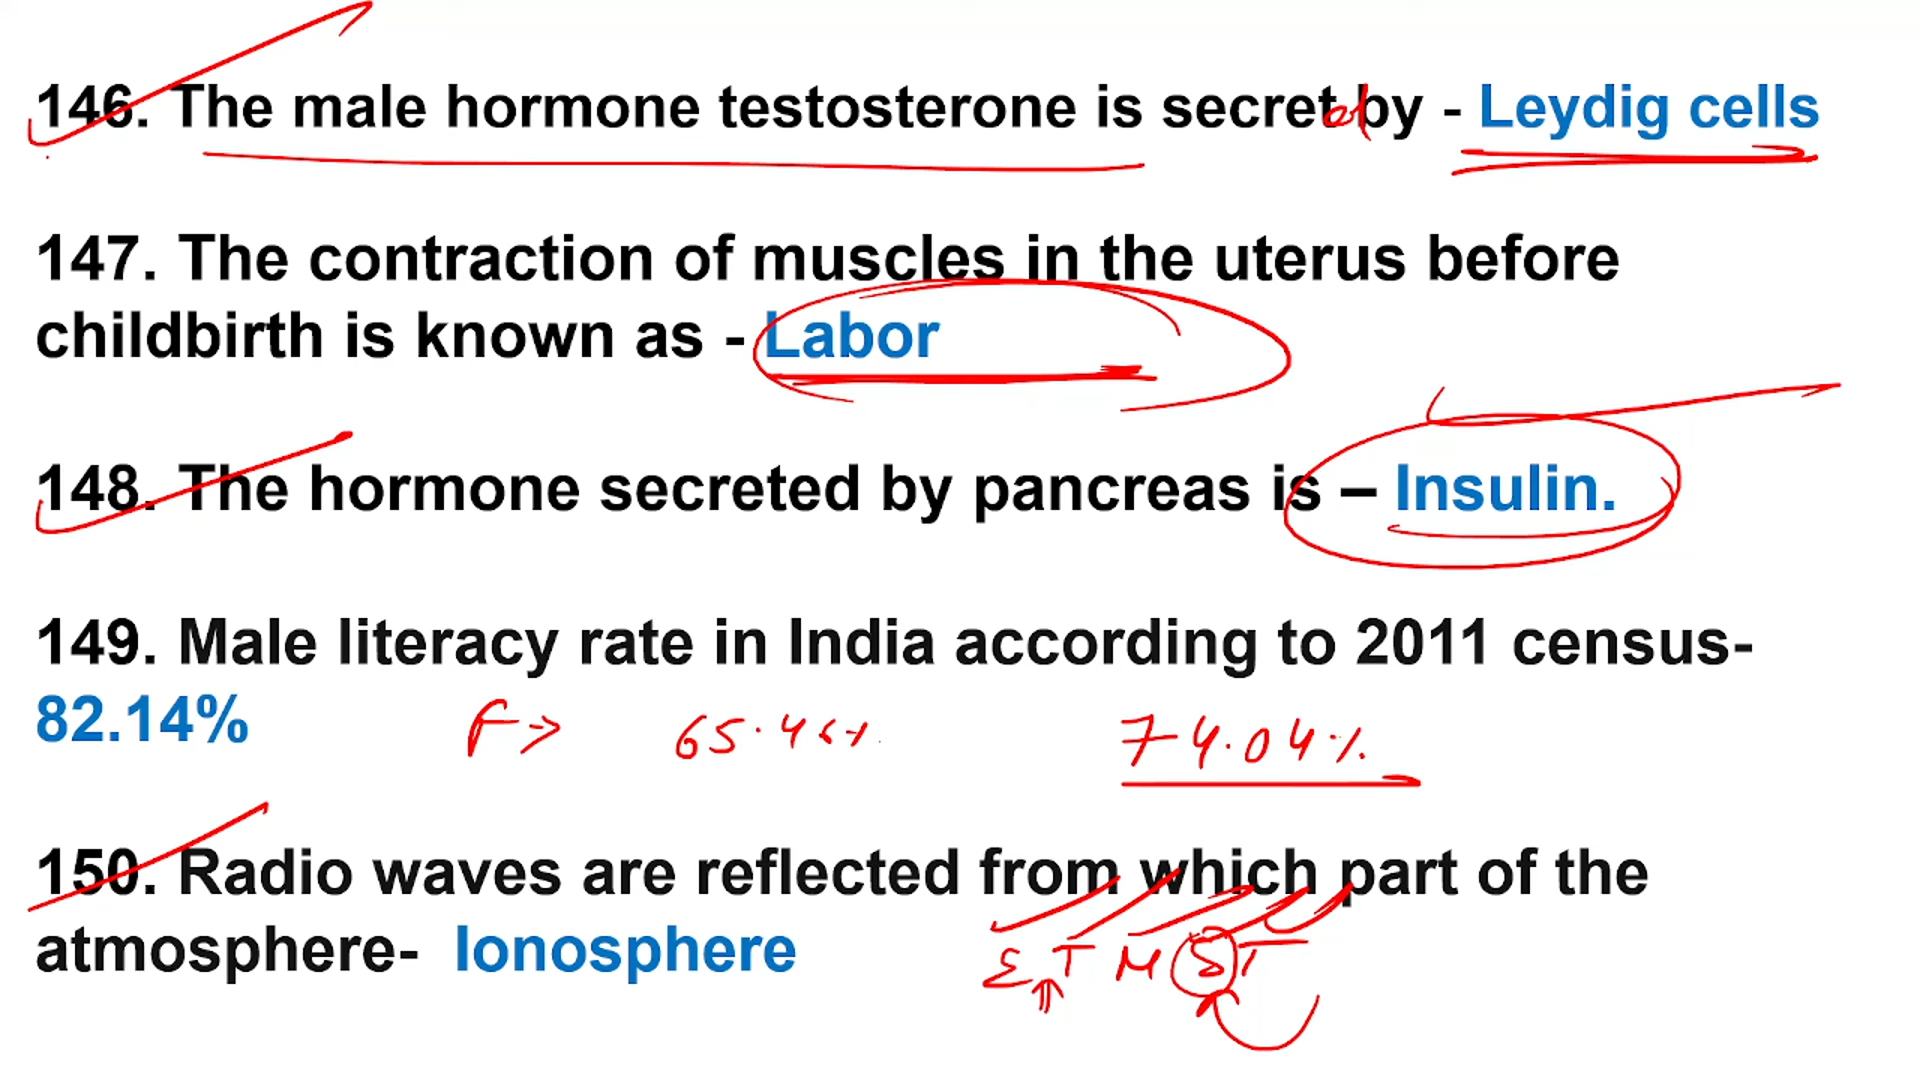 146. The male hormone testosterone is secreted by - Leydig cells
147. The contraction of muscles in the uterus before
childbirth is known as - Labor
148. The hormone secreted by pancreas is – Insulin.
149. Male literacy rate in India according to 2011 census-
82.14% F → 65.46% 74.04%
150. Radio waves are reflected from which part of the
atmosphere- Ionosphere E T M S T